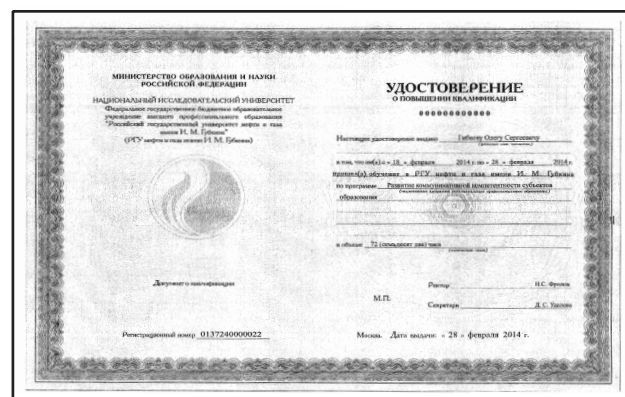 МИНИСТЕРСТВО ОБРАЗОВАНИЯ И НАУКИ
РОССИЙСКОЙ ФЕДЕРАЦИИ
НАЦИОНАЛЬНЫЙ ИССЛЕДОВАТЕЛЬСКИЙ УНИВЕРСИТЕТ
Федеральное государственное бюджетное образовательное
учреждение высшего профессионального образования
"Российский государственный университет нефти и газа
имени И. М. Губкина"
(РГУ нефти и газа имени И. М. Губкина)
Документ о квалификации
Регистрационный номер 0137240000022
УДОСТОВЕРЕНИЕ
О ПОВЫШЕНИИ КВАЛИФИКАЦИИ
000000000000
Настоящее удостоверение выдано Олегу Сергеевичу
в том, что он(а) с « 18 » февраля 2014 г. по « 28 » февраля 2014 г.
прошел(а) обучение в РГУ нефти и газа имени И. М. Губкина
по программе Развитие коммуникативной компетентности субъектов
образования
в объеме 72 (семьдесят два) часа
Ректор Н.С.
М.П.
Секретарь Д. С.
Москва. Дата выдачи: « 28 » февраля 2014 г.